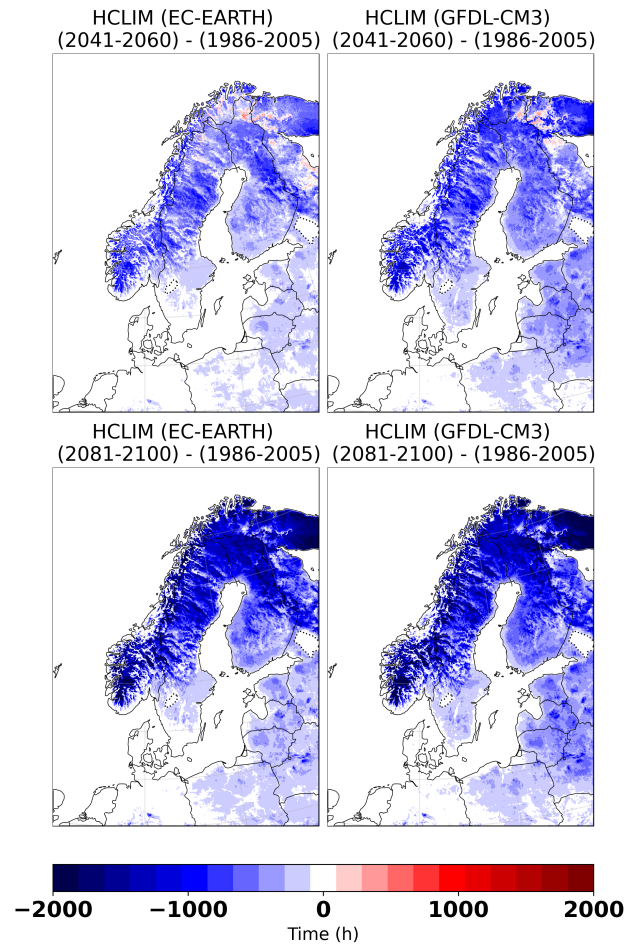 HCLIM (EC-EARTH)
(2041-2060) - (1986-2005)
HCLIM (GFDL-CM3)
(2041-2060) - (1986-2005)
HCLIM (EC-EARTH)
(2081-2100) - (1986-2005)
HCLIM (GFDL-CM3)
(2081-2100) - (1986-2005)
−2000 −1000 0 1000 2000
Time (h)